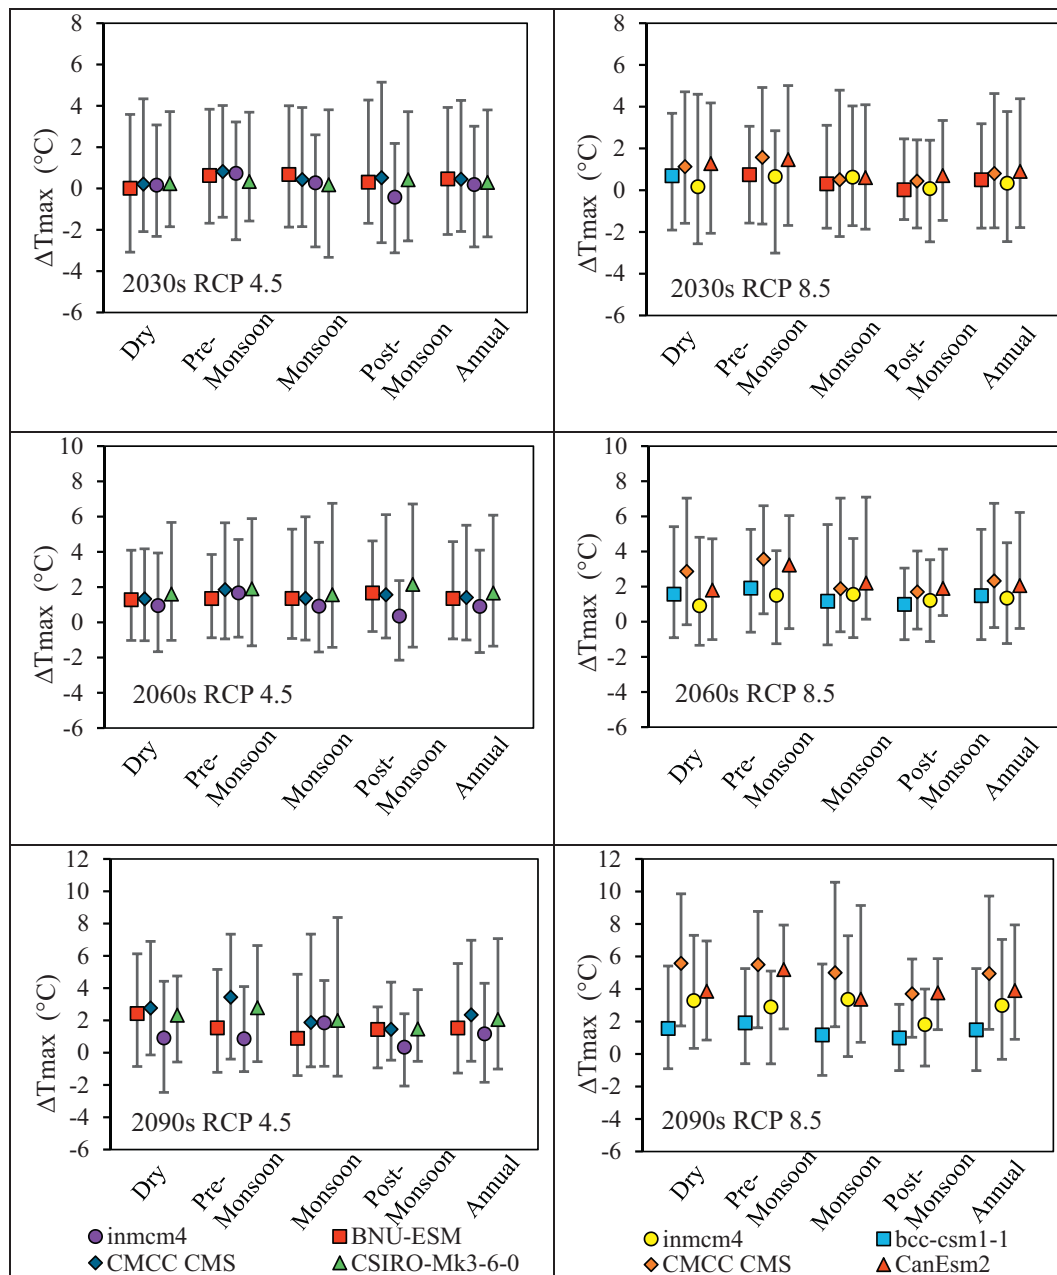 8
6
4
2
0
-2
-4
-6
ΔTmax (°C)
2030s RCP 4.5
Dry
Pre-
Monsoon
Monsoon
Post-
Monsoon
Annual
8
6
4
2
0
-2
-4
-6
ΔTmax (°C)
2030s RCP 8.5
Dry
Pre-
Monsoon
Monsoon
Post-
Monsoon
Annual
10
8
6
4
2
0
-2
-4
-6
ΔTmax (°C)
2060s RCP 4.5
Dry
Pre-
Monsoon
Monsoon
Post-
Monsoon
Annual
10
8
6
4
2
0
-2
-4
-6
ΔTmax (°C)
2060s RCP 8.5
Dry
Pre-
Monsoon
Monsoon
Post-
Monsoon
Annual
12
10
8
6
4
2
0
-2
-4
-6
ΔTmax (°C)
2090s RCP 4.5
Dry
Pre-
Monsoon
Monsoon
Post-
Monsoon
Annual
inmcm4 BNU-ESM
CMCC CMS CSIRO-Mk3-6-0
12
10
8
6
4
2
0
-2
-4
-6
ΔTmax (°C)
2090s RCP 8.5
Dry
Pre-
Monsoon
Monsoon
Post-
Monsoon
Annual
inmcm4 bcc-csm1-1
CMCC CMS CanEsm2